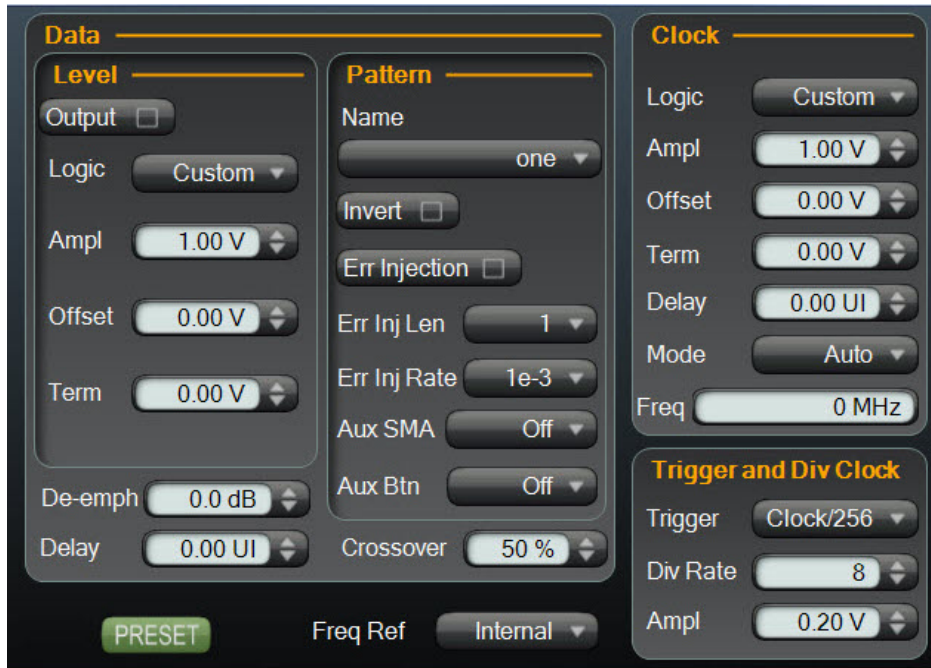 Data
Level
Output
Logic Custom
Ampl 1.00 V
Offset 0.00 V
Term 0.00 V
De-emph 0.0 dB
Delay 0.00 UI
Pattern
Name
one
Invert
Err Injection
Err Inj Len 1
Err Inj Rate 1e-3
Aux SMA Off
Aux Btn Off
Crossover 50 %
Clock
Logic Custom
Ampl 1.00 V
Offset 0.00 V
Term 0.00 V
Delay 0.00 UI
Mode Auto
Freq 0 MHz
Trigger and Div Clock
Trigger Clock/256
Div Rate 8
Ampl 0.20 V
PRESET
Freq Ref Internal